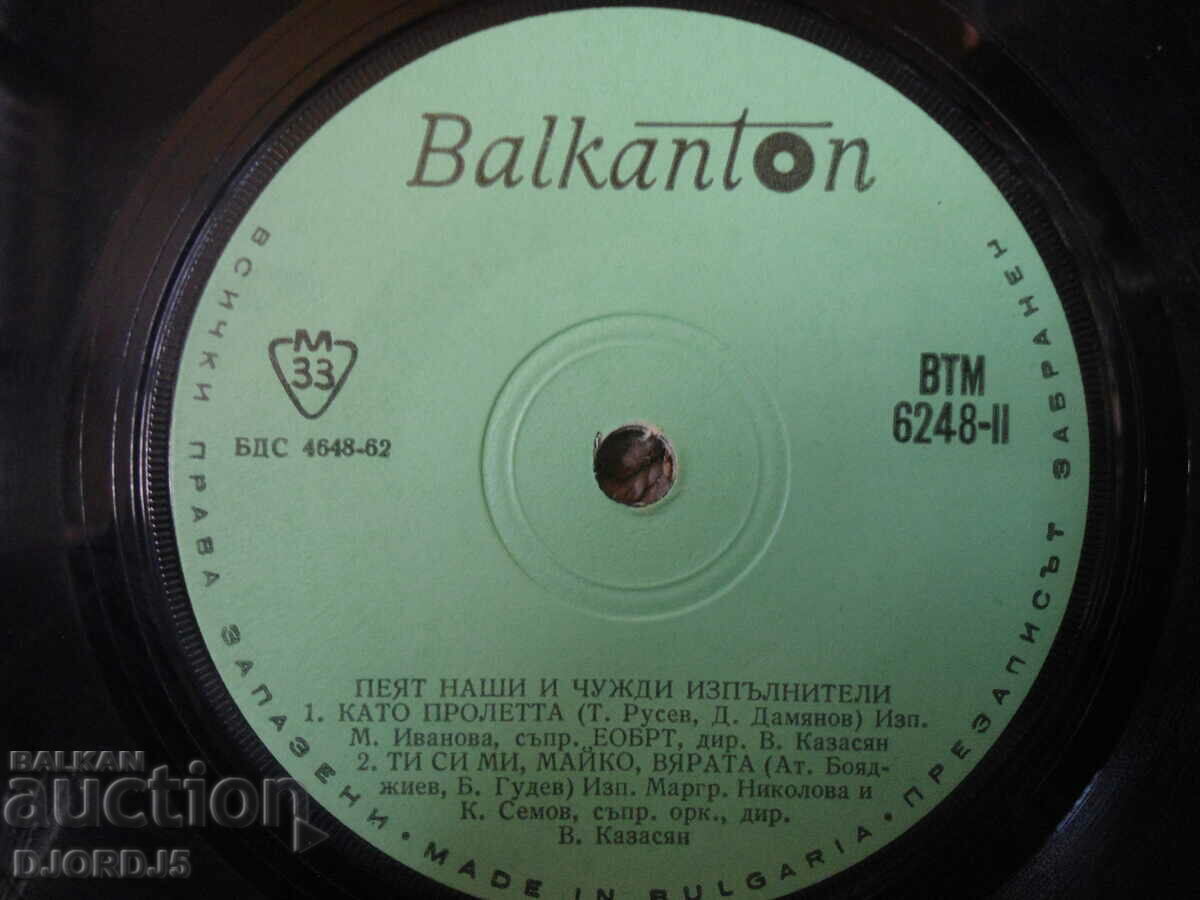 Balkanton
ВСИЧКИ ПРАВА ЗАПАЗЕНИ · MADE IN BULGARIA · ПРЕЗАПИСЪТ ЗАБРАНЕН
M
33
БДС 4648-62
ВТМ
6248-II
ПЕЯТ НАШИ И ЧУЖДИ ИЗПЪЛНИТЕЛИ
1. КАТО ПРОЛЕТТА (Т. Русев, Д. Дамянов) Изп.
М. Иванова, съпр. ЕОБРТ, дир. В. Казасян
2. ТИ СИ МИ, МАЙКО, ВЯРАТА (Ат. Бояд-
жиев, Б. Гудев) Изп. Маргр. Николова и
К. Семов, съпр. орк., дир.
В. Казасян
BALKAN
auction
DJORDJ5